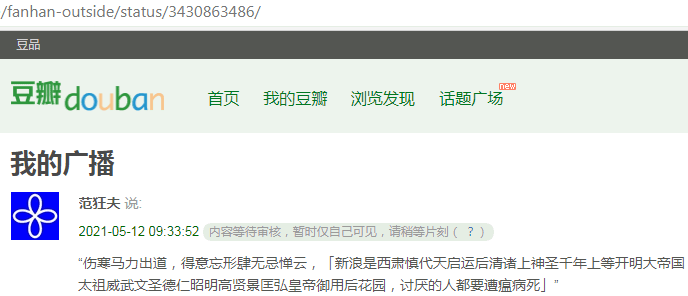 /fanhan-outside/status/3430863486/
豆品
豆瓣douban 首页 我的豆瓣 浏览发现 话题广场 new
我的广播
范狂夫 说:
2021-05-12 09:33:52 内容等待审核，暂时仅自己可见，请稍等片刻（ ? ）
“伤寒马力出道，得意忘形肆无忌惮云，「新浪是西肃慎代天启运后清诸上神圣千年上等开明大帝国
太祖威武文圣德仁昭明高贤景匡弘皇帝御用后花园，讨厌的人都要遭瘟病死」”